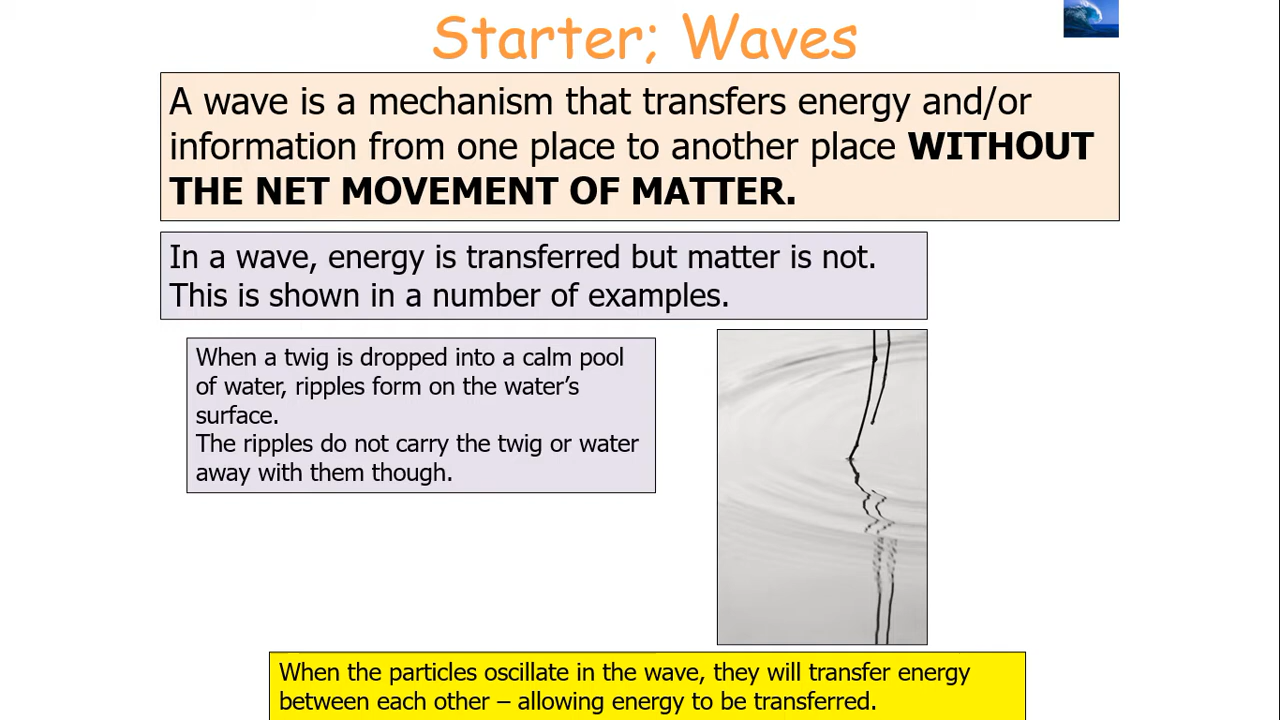 Starter; Waves
A wave is a mechanism that transfers energy and/or
information from one place to another place WITHOUT
THE NET MOVEMENT OF MATTER.
In a wave, energy is transferred but matter is not.
This is shown in a number of examples.
When a twig is dropped into a calm pool
of water, ripples form on the water’s
surface.
The ripples do not carry the twig or water
away with them though.
When the particles oscillate in the wave, they will transfer energy
between each other – allowing energy to be transferred.